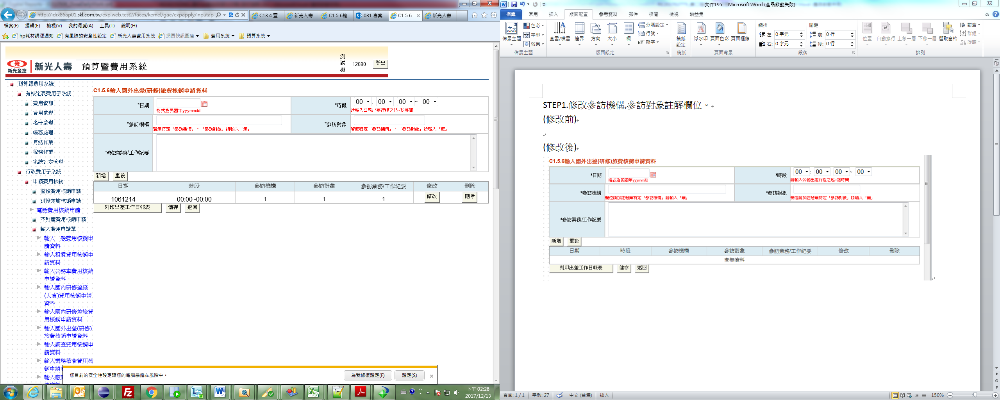 http://idrx86ap01.skl.com.tw/exp.web.test2/faces/kernel/gae/expapply/inputap
C13.4 查...
新光人壽...
C1.5.6輸...
031.專案...
C1.5.6...
新光人壽...
檔案(F) 編輯(E) 檢視(V) 我的最愛(A) 工具(T) 說明(H)
hp耗材調漲通知 有風險的安全性設定 新光人壽費用系統 網頁快訊圖庫 費用系統 預算系統
新光金控 新光人壽 預算暨費用系統
測試機 12690 登出
預算暨費用系統
有核定表費用子系統
費用資訊
費用處理
名冊處理
帳務處理
月結作業
稅務作業
系統設定管理
行政費用子系統
申請費用核銷
醫檢費用核銷申請
研修差旅核銷申請
電話費用核銷申請
不動產費用核銷申請
輸入費用申請單
輸入一般費用核銷申
請資料
輸入租賃費用核銷申
請資料
輸入公務車費用核銷
申請資料
輸入國內研修差旅
(人資)費用核銷申請
資料
輸入國內研修差旅費
用核銷申請資料
輸入國外出差(研修)
旅費核銷申請資料
輸入調查費用核銷申
請資料
輸入業務稽查費用核
銷申請
輸入廠
C1.5.6輸入國外出差(研修)旅費核銷申請資料
*日期
格式為民國年yyymmdd
*時段
00 : 00 00 ~ 00
請輸入公務出差行程之起~訖時間
*參訪機構
若無特定「參訪機構」、「參訪對象」請輸入「無」
*參訪對象
若無特定「參訪機構」、「參訪對象」請輸入「無」
*參訪業務/工作紀要
新增 重設
日期 時段 參訪機構 參訪對象 參訪業務/工作紀要 修改 刪除
1061214 00:00~00:00 1 1 1 修改 刪除
列印出差工作日報表 儲存 返回
您目前的安全性設定讓您的電腦暴露在風險中。
為我修復設定(F) 設定(S)
下午 02:28
2017/12/13
文件195 - Microsoft Word (產品啟動失敗)
檔案 常用 插入 版面配置 參考資料 郵件 校閱 檢視 增益集
佈景主題 色彩 字型 效果
佈景主題
直書/橫書 邊界 方向 大小 欄 分隔設定 行號 斷字
版面設定
稿紙設定
稿紙
浮水印 頁面色彩 頁面框線...
頁面背景
縮排 間距
左: 0 字元 前: 0 行
右: 0 字元 後: 0 行
段落
位置 自動換行 上移一層 下移一層 選取窗格 對齊 群組 旋轉
排列
STEP1.修改參訪機構,參訪對象註解欄位。
(修改前)
(修改後)
C1.5.6輸入國外出差(研修)旅費核銷申請資料
*日期
格式為民國年yyymmdd
*時段
00 : 00 00 ~ 00
請輸入公務出差行程之起~訖時間
*參訪機構
欄位請加註若無特定「參訪機構」請輸入「無」
*參訪對象
欄位請加註若無特定「參訪對象」請輸入「無」
*參訪業務/工作紀要
新增 重設
日期 時段 參訪機構 參訪對象 參訪業務/工作紀要 修改 刪除
查無資料
列印出差工作日報表 儲存 返回
頁面: 1 / 1 字數: 27 中文 (台灣) 插入 150%